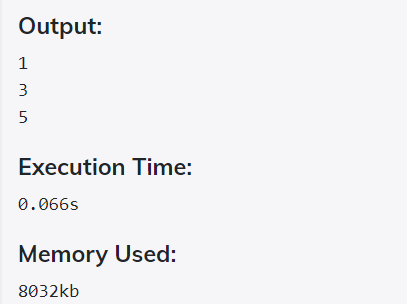 Output:
1
3
5
Execution Time:
0.066s
Memory Used:
8032kb